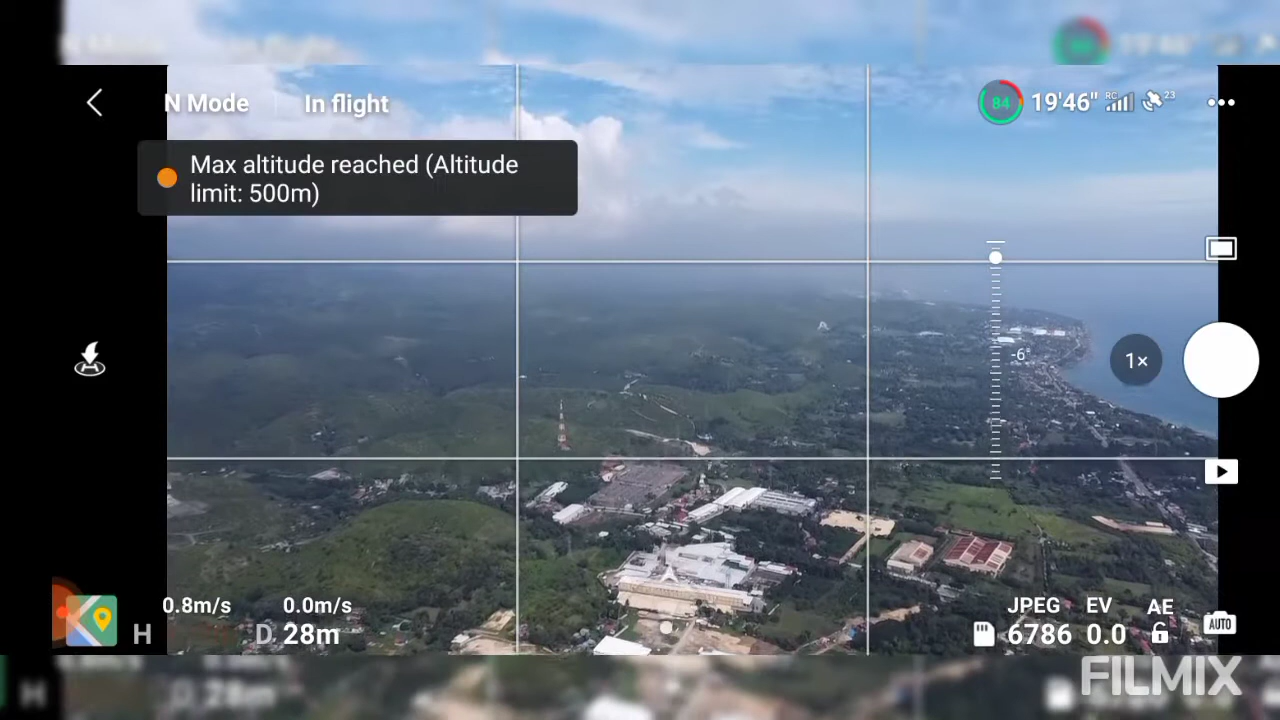 N Mode
In flight
84
19'46"
RC
23
Max altitude reached (Altitude
limit: 500m)
-6°
1×
0.8m/s
0.0m/s
H
D 28m
JPEG
6786
EV
0.0
AE
AUTO
FILMIX